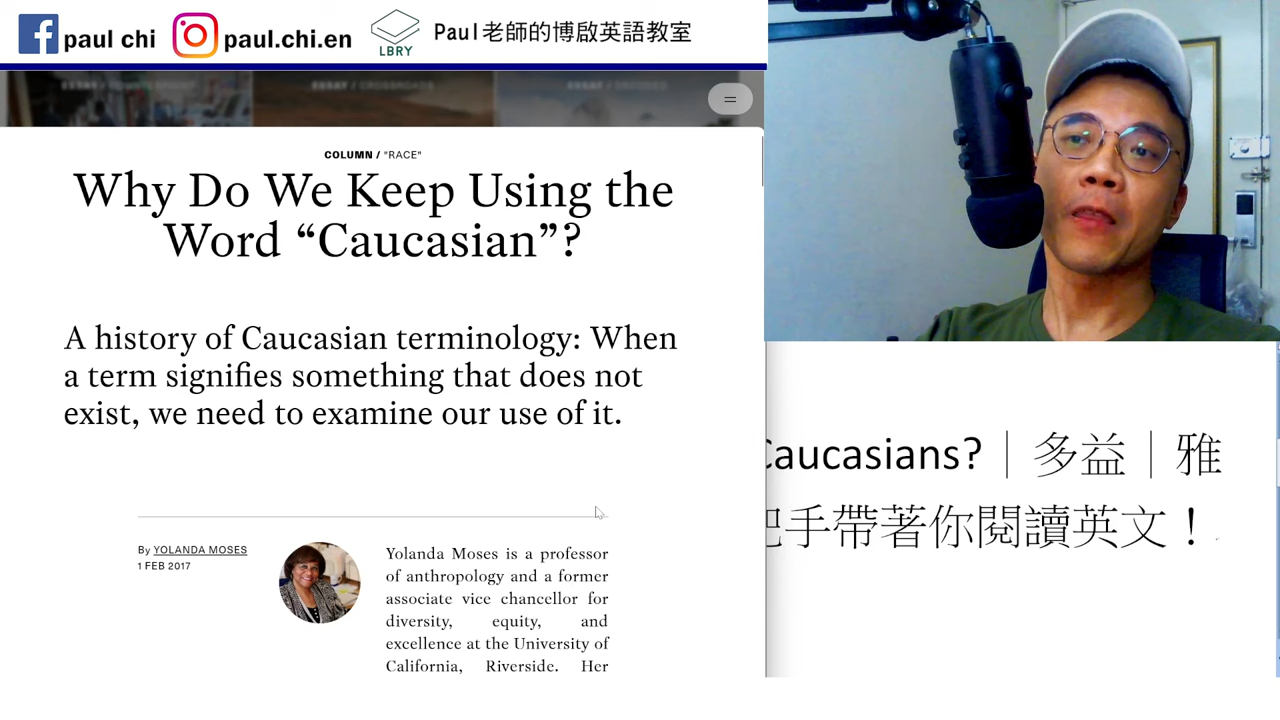 paul chi
paul.chi.en
LBRY
Paul老師的博啟英語教室
COLUMN / "RACE"
Why Do We Keep Using the
Word “Caucasian”?
A history of Caucasian terminology: When
a term signifies something that does not
exist, we need to examine our use of it.
By YOLANDA MOSES
1 FEB 2017
Yolanda Moses is a professor
of anthropology and a former
associate vice chancellor for
diversity, equity, and
excellence at the University of
California, Riverside. Her
Caucasians?｜多益｜雅
把手帶著你閱讀英文！